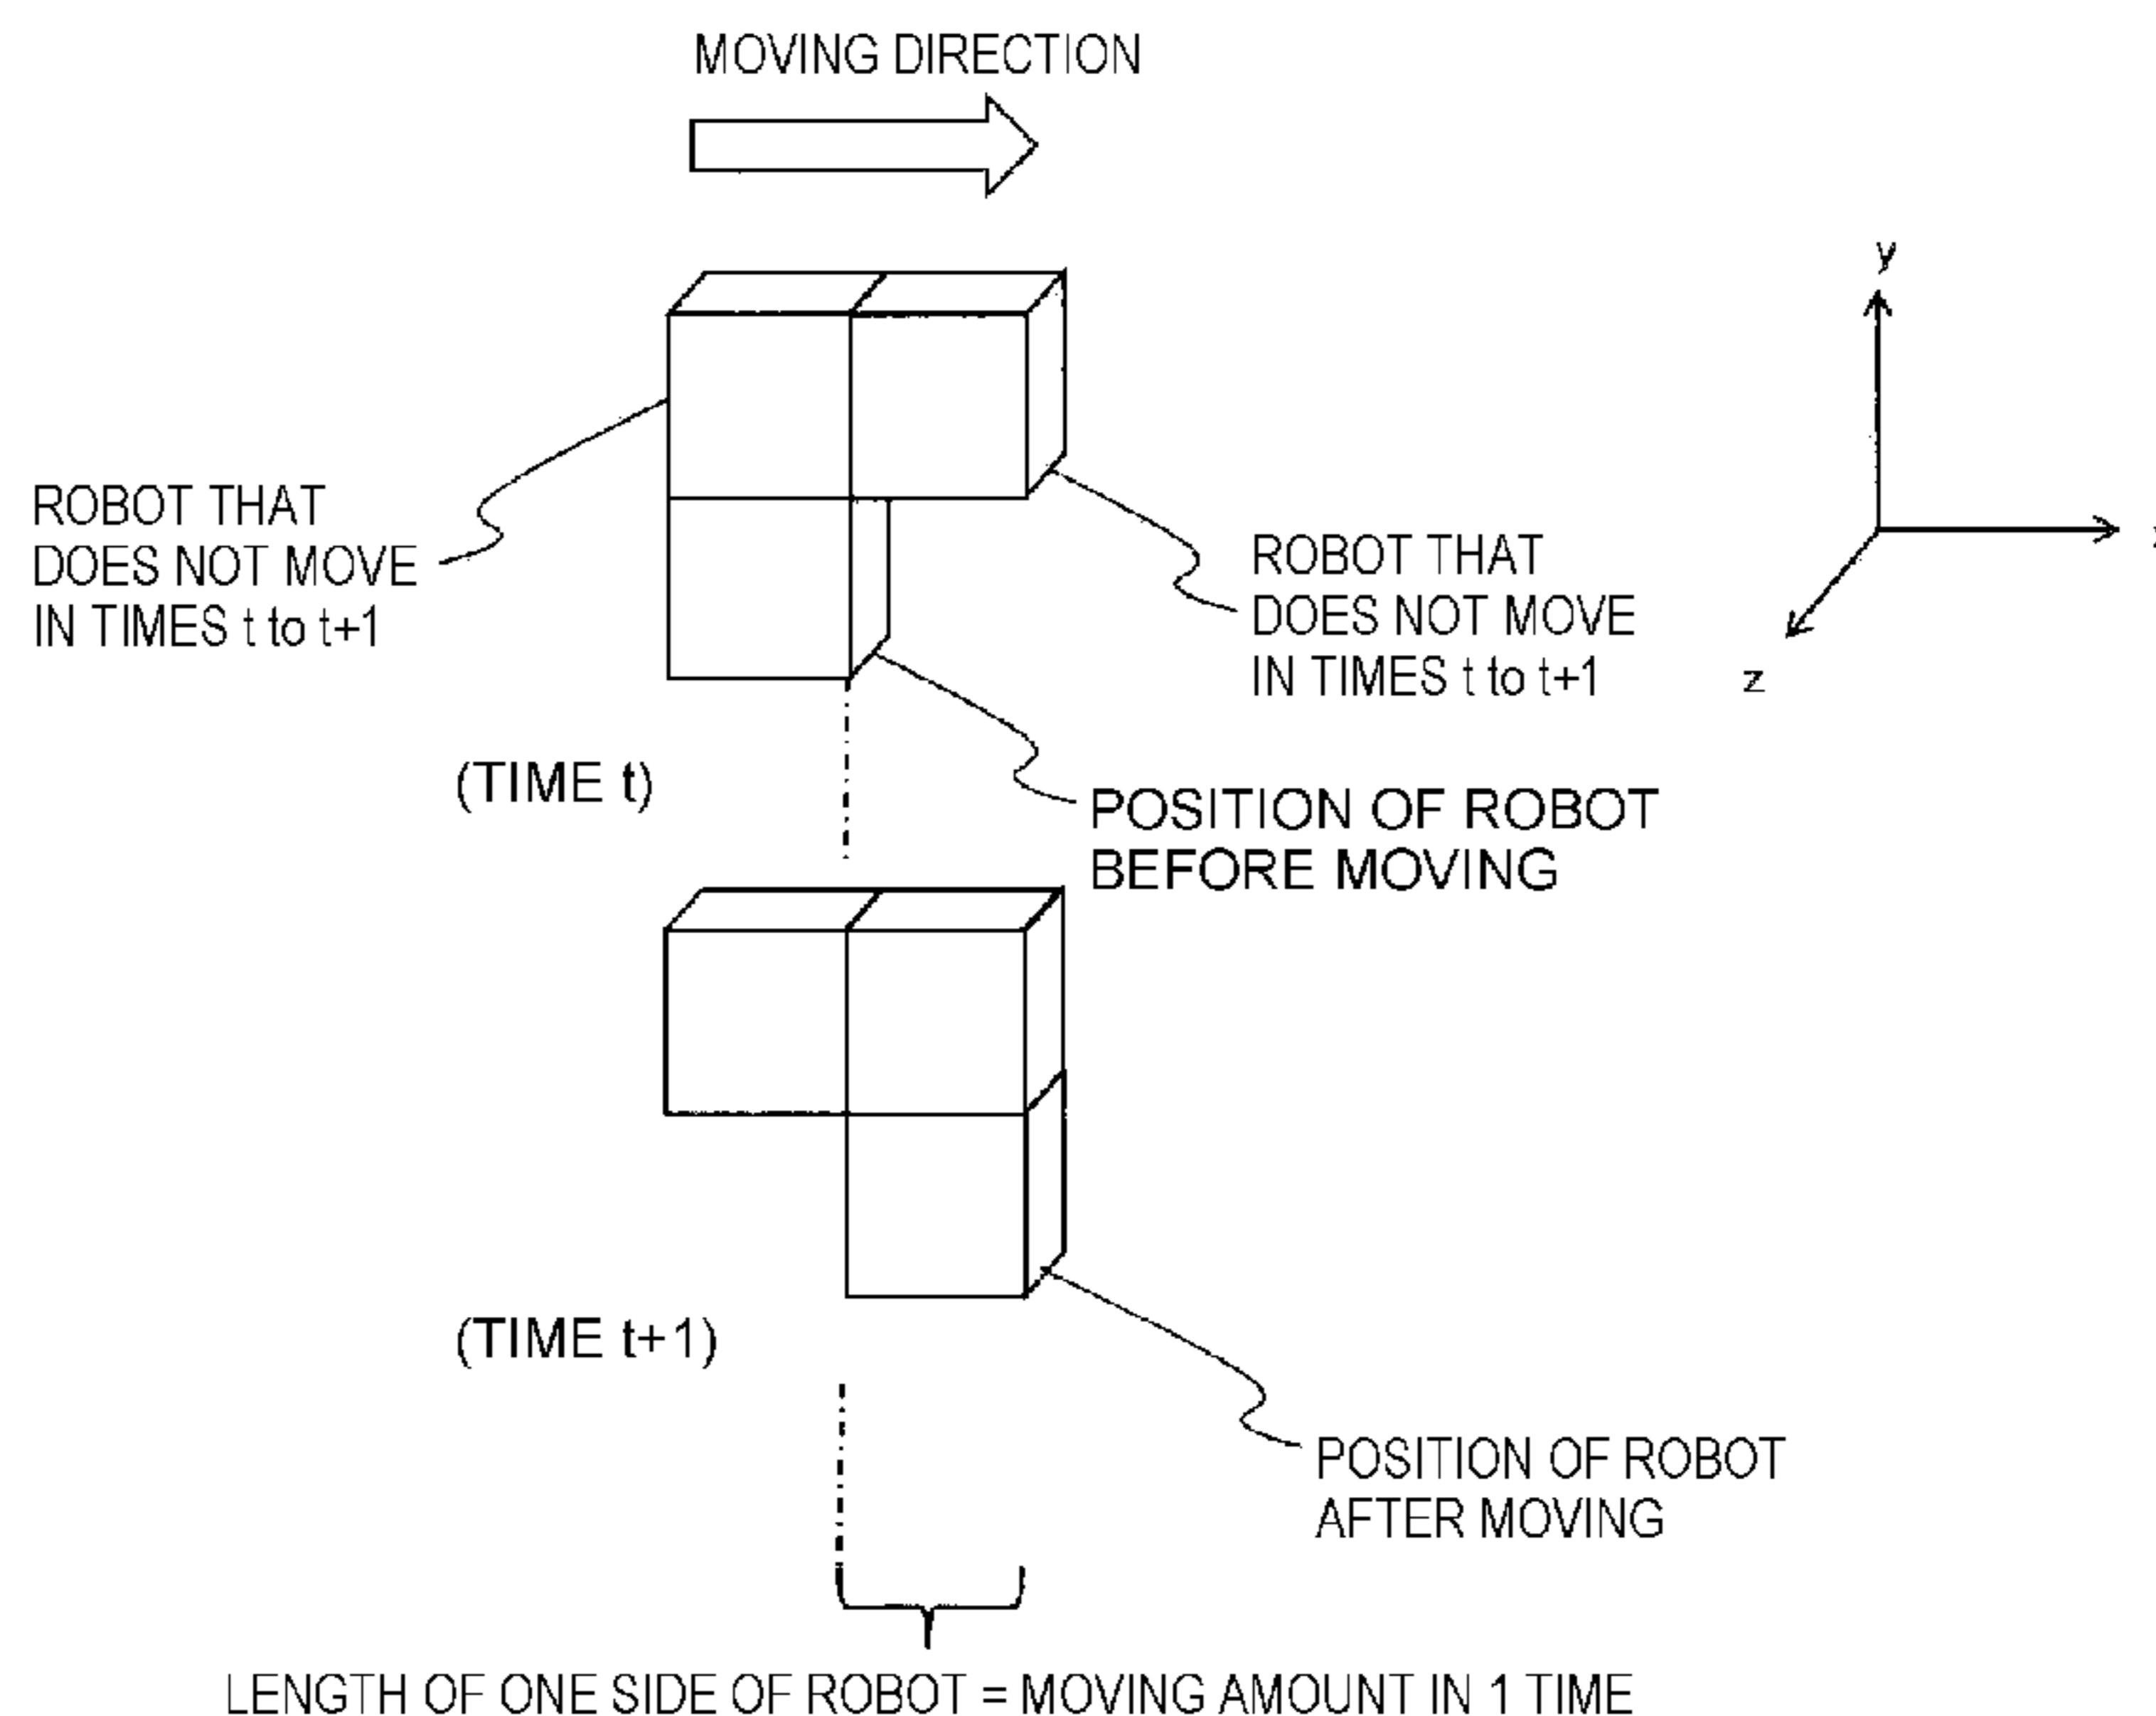 MOVING DIRECTION
y
z
ROBOT THAT
DOES NOT MOVE
IN TIMES t to t+1
ROBOT THAT
DOES NOT MOVE
IN TIMES t to t+1
(TIME t)
POSITION OF ROBOT
BEFORE MOVING
(TIME t+1)
POSITION OF ROBOT
AFTER MOVING
LENGTH OF ONE SIDE OF ROBOT = MOVING AMOUNT IN 1 TIME